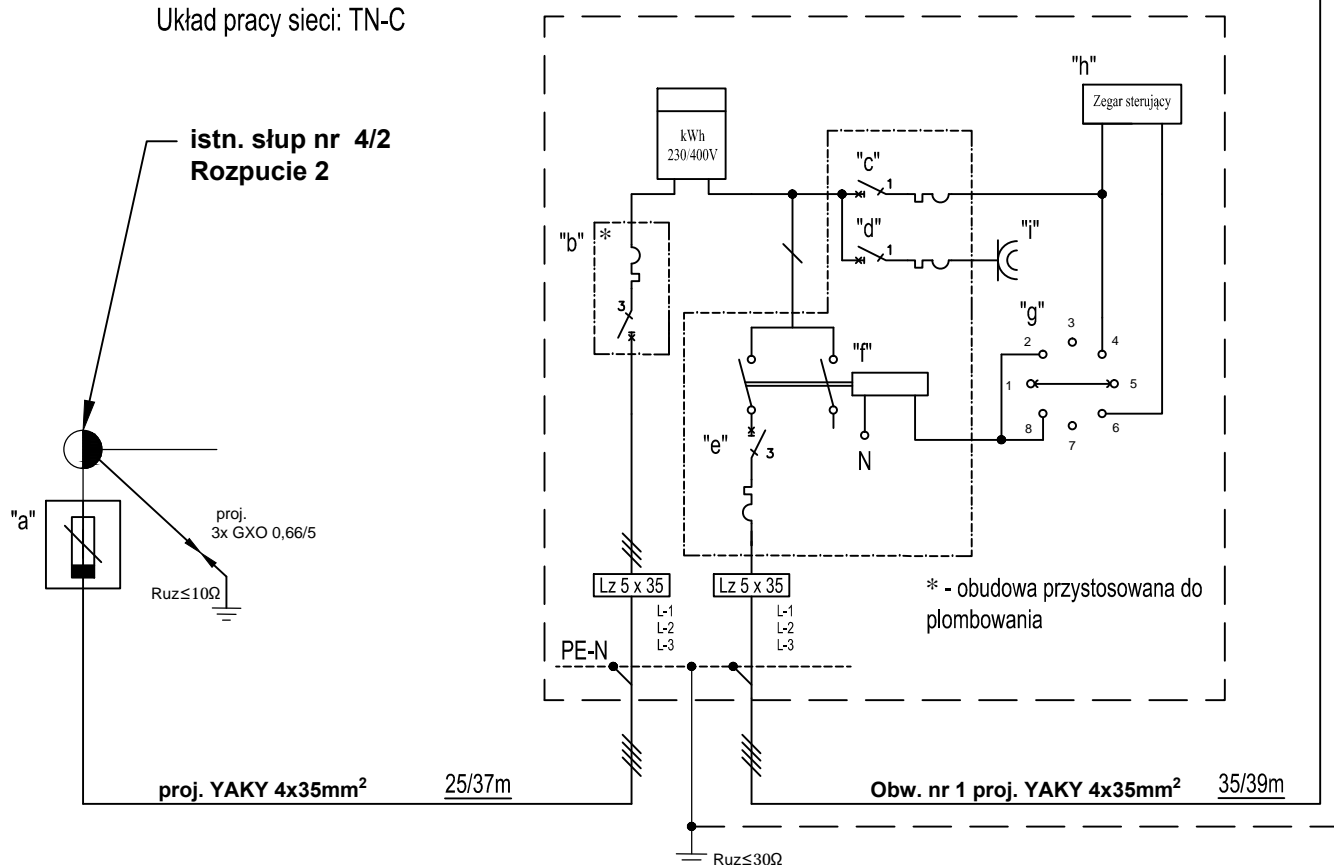 Układ pracy sieci: TN-C
istn. słup nr 4/2
Rozpucie 2
"h"
Zegar sterujący
kWh
230/400V
"c"
1
"b"
*
"d"
1
"i"
3
"g"
3
2
4
"f"
1
5
"e"
3
N
8
6
7
"a"
proj.
3x GXO 0,66/5
Ruz≤10Ω
Lz 5 x 35
Lz 5 x 35
L-1
L-2
L-3
L-1
L-2
L-3
* - obudowa przystosowana do
plombowania
PE-N
proj. YAKY 4x35mm²
25/37m
Obw. nr 1 proj. YAKY 4x35mm²
35/39m
Ruz≤30Ω